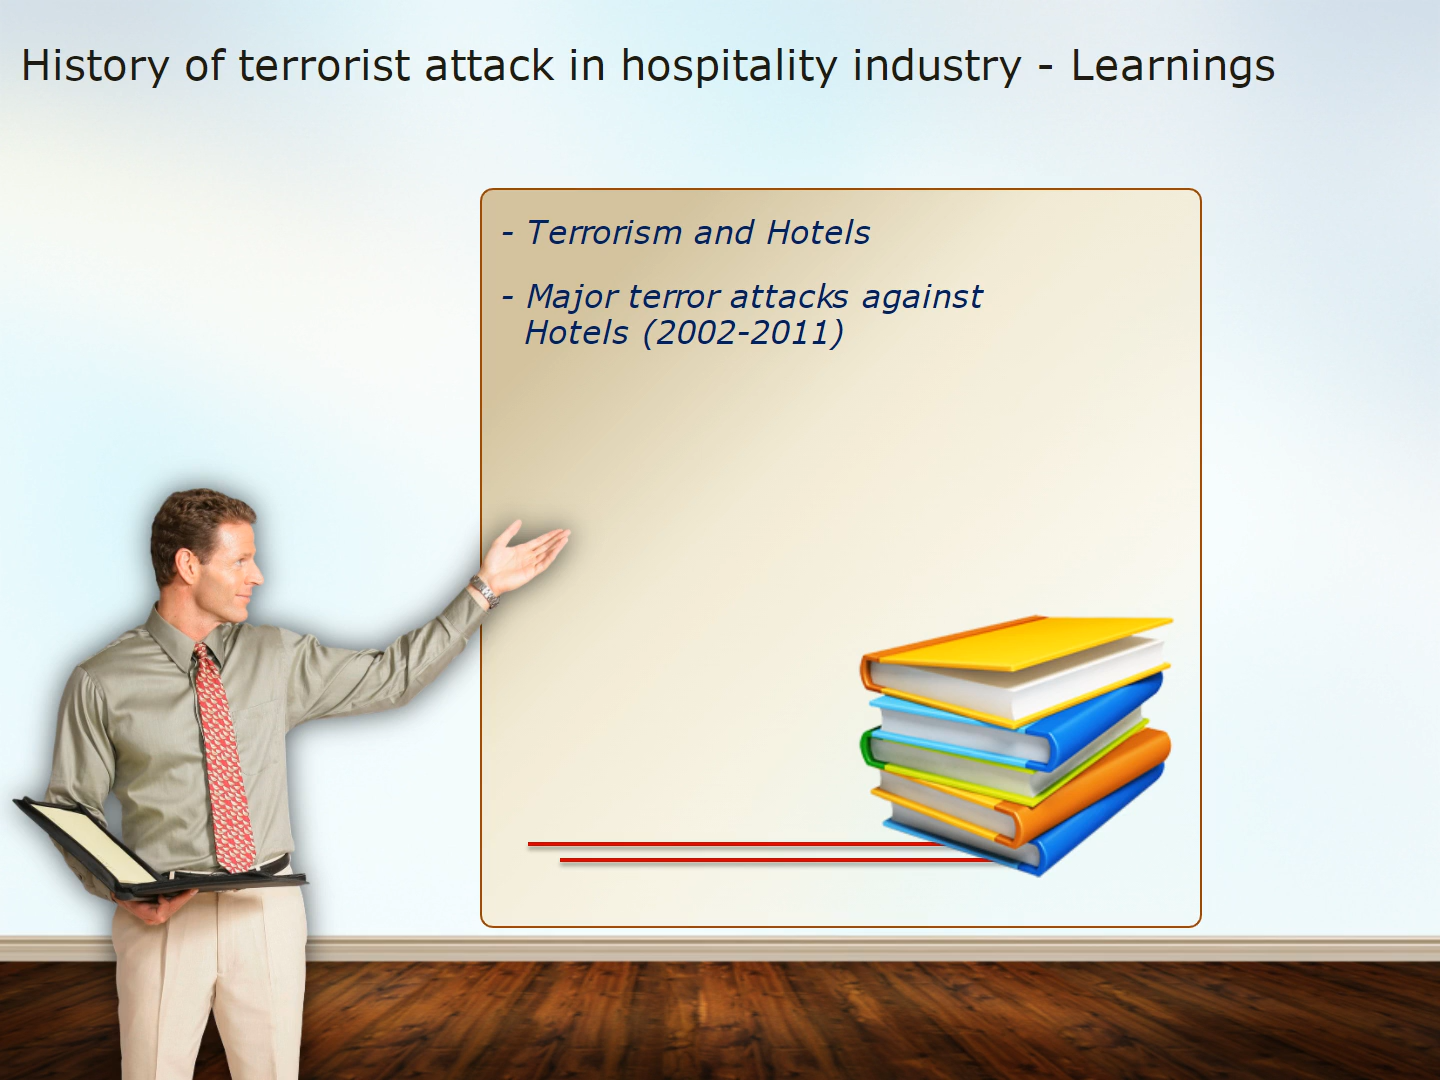 History of terrorist attack in hospitality industry - Learnings
- Terrorism and Hotels
- Major terror attacks against
Hotels (2002-2011)